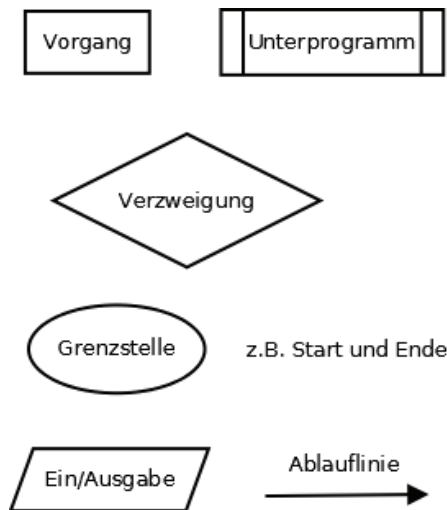 Vorgang
Unterprogramm
Verzweigung
Grenzstelle
z.B. Start und Ende
Ein/Ausgabe
Ablauflinie